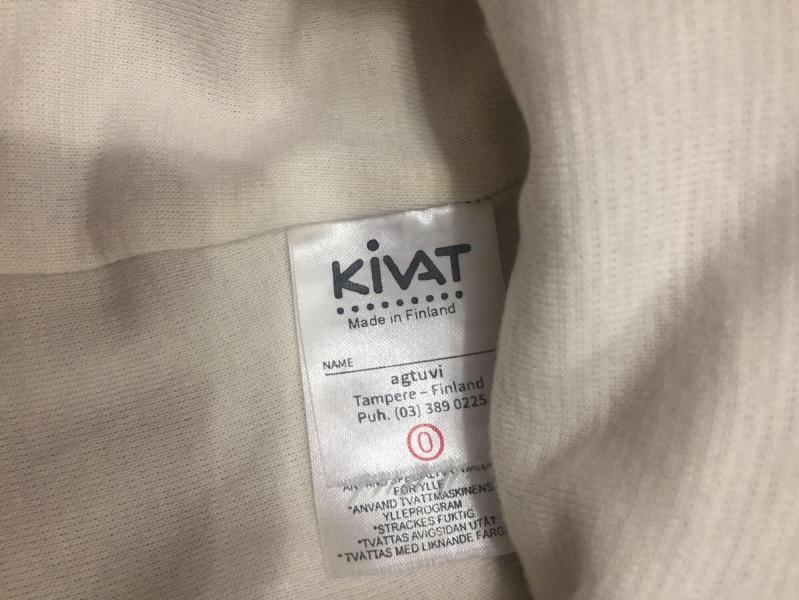 KiVAT
Made in Finland
NAME
agtuvi
Tampere – Finland
Puh. (03) 389 0225
0
FÖR YLLE
*ANVÄND TVÄTTMASKINENS
YLLEPROGRAM
*STRÄCKES FUKTIG
*TVÄTTAS AVIGSIDAN UTÅT
*TVÄTTAS MED LIKNANDE FÄRG